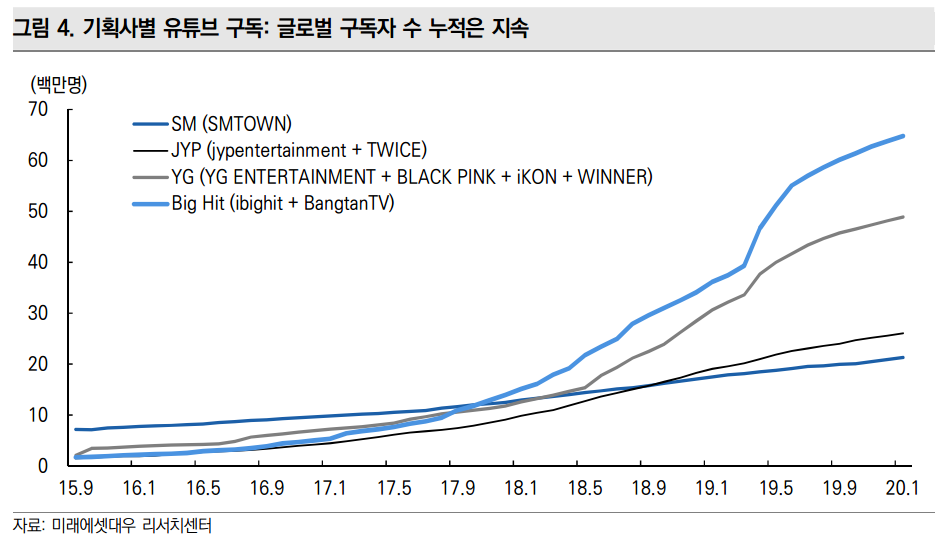 그림 4. 기획사별 유튜브 구독: 글로벌 구독자 수 누적은 지속
(백만명)
70
60
50
40
30
20
10
0
SM (SMTOWN)
JYP (jypentertainment + TWICE)
YG (YG ENTERTAINMENT + BLACK PINK + iKON + WINNER)
Big Hit (ibighit + BangtanTV)
15.9 16.1 16.5 16.9 17.1 17.5 17.9 18.1 18.5 18.9 19.1 19.5 19.9 20.1
자료: 미래에셋대우 리서치센터